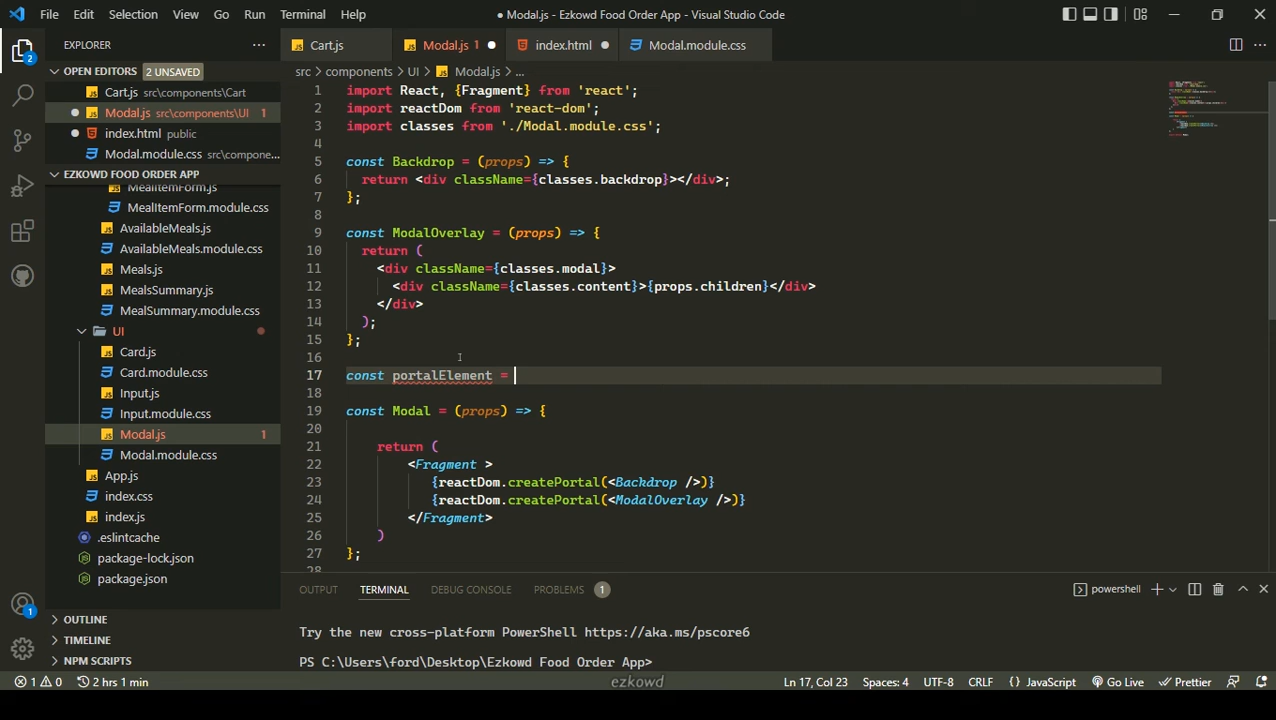 File Edit Selection View Go Run Terminal Help
● Modal.js - Ezkowd Food Order App - Visual Studio Code
EXPLORER
OPEN EDITORS 2 UNSAVED
Cart.js src\components\Cart
Modal.js src\components\UI 1
index.html public
Modal.module.css src\compone...
EZKOWD FOOD ORDER APP
MealItemForm.js
MealItemForm.module.css
AvailableMeals.js
AvailableMeals.module.css
Meals.js
MealsSummary.js
MealSummary.module.css
UI
Card.js
Card.module.css
Input.js
Input.module.css
Modal.js 1
Modal.module.css
App.js
index.css
index.js
.eslintcache
package-lock.json
package.json
OUTLINE
TIMELINE
NPM SCRIPTS
Cart.js Modal.js 1 index.html Modal.module.css
src > components > UI > Modal.js > ...
1 import React, {Fragment} from 'react';
2 import reactDom from 'react-dom';
3 import classes from './Modal.module.css';
4
5 const Backdrop = (props) => {
6 return <div className={classes.backdrop}></div>;
7 };
8
9 const ModalOverlay = (props) => {
10 return (
11 <div className={classes.modal}>
12 <div className={classes.content}>{props.children}</div>
13 </div>
14 );
15 };
16
17 const portalElement =
18
19 const Modal = (props) => {
20
21 return (
22 <Fragment >
23 {reactDom.createPortal(<Backdrop />)}
24 {reactDom.createPortal(<ModalOverlay />)}
25 </Fragment>
26 )
27 };
28
OUTPUT TERMINAL DEBUG CONSOLE PROBLEMS 1
powershell
Try the new cross-platform PowerShell https://aka.ms/pscore6
PS C:\Users\ford\Desktop\Ezkowd Food Order App>
1 0 2 hrs 1 min
ezkowd
Ln 17, Col 23 Spaces: 4 UTF-8 CRLF {} JavaScript Go Live Prettier